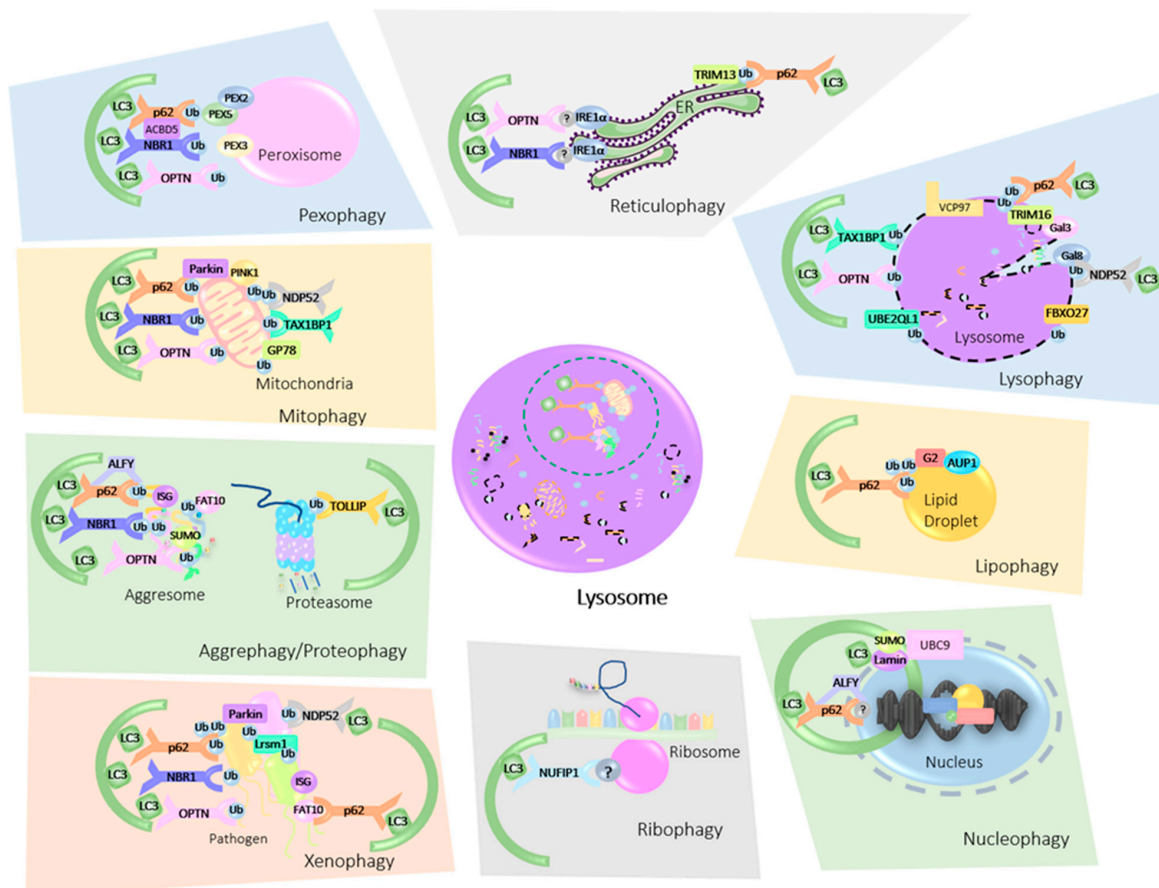 LC3
p62
Ub
PEX2
PEX5
ACBD5
LC3
NBR1
Ub
PEX3
Peroxisome
LC3
OPTN
Ub
Pexophagy
TRIM13
Ub
p62
LC3
ER
LC3
OPTN
?
IRE1α
LC3
NBR1
?
IRE1α
Reticulophagy
VCP97
Ub
p62
LC3
TRIM16
Gal3
LC3
TAX1BP1
Ub
Gal8
Ub
NDP52
LC3
LC3
OPTN
Ub
UBE2QL1
Ub
Lysosome
FBXO27
Ub
Lysophagy
LC3
p62
Ub
Parkin
PINK1
Ub
Ub
NDP52
LC3
NBR1
Ub
Ub
TAX1BP1
LC3
OPTN
Ub
GP78
Ub
Mitochondria
Mitophagy
ALFY
LC3
p62
Ub
ISG
Ub
FAT10
LC3
NBR1
Ub
Ub
SUMO
LC3
OPTN
Ub
Aggresome
Ub
TOLLIP
LC3
Proteasome
Aggrephagy/Proteophagy
Lysosome
LC3
p62
Ub
Ub
Ub
G2
AUP1
Lipid
Droplet
Lipophagy
Parkin
Ub
NDP52
LC3
LC3
p62
Ub
Ub
Ub
Lrsm1
Ub
LC3
NBR1
Ub
ISG
LC3
OPTN
Ub
FAT10
p62
LC3
Pathogen
Xenophagy
Ribosome
LC3
NUFIP1
?
Ribophagy
SUMO
UBC9
LC3
Lamin
ALFY
LC3
p62
?
Nucleus
Nucleophagy